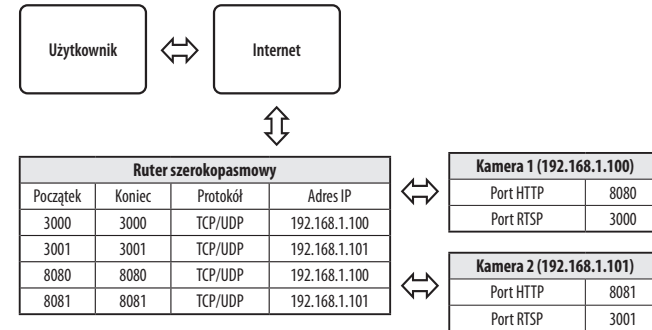 Użytkownik
Internet
Ruter szerokopasmowy
Początek Koniec Protokół Adres IP
3000 3000 TCP/UDP 192.168.1.100
3001 3001 TCP/UDP 192.168.1.101
8080 8080 TCP/UDP 192.168.1.100
8081 8081 TCP/UDP 192.168.1.101
Kamera 1 (192.168.1.100)
Port HTTP 8080
Port RTSP 3000
Kamera 2 (192.168.1.101)
Port HTTP 8081
Port RTSP 3001